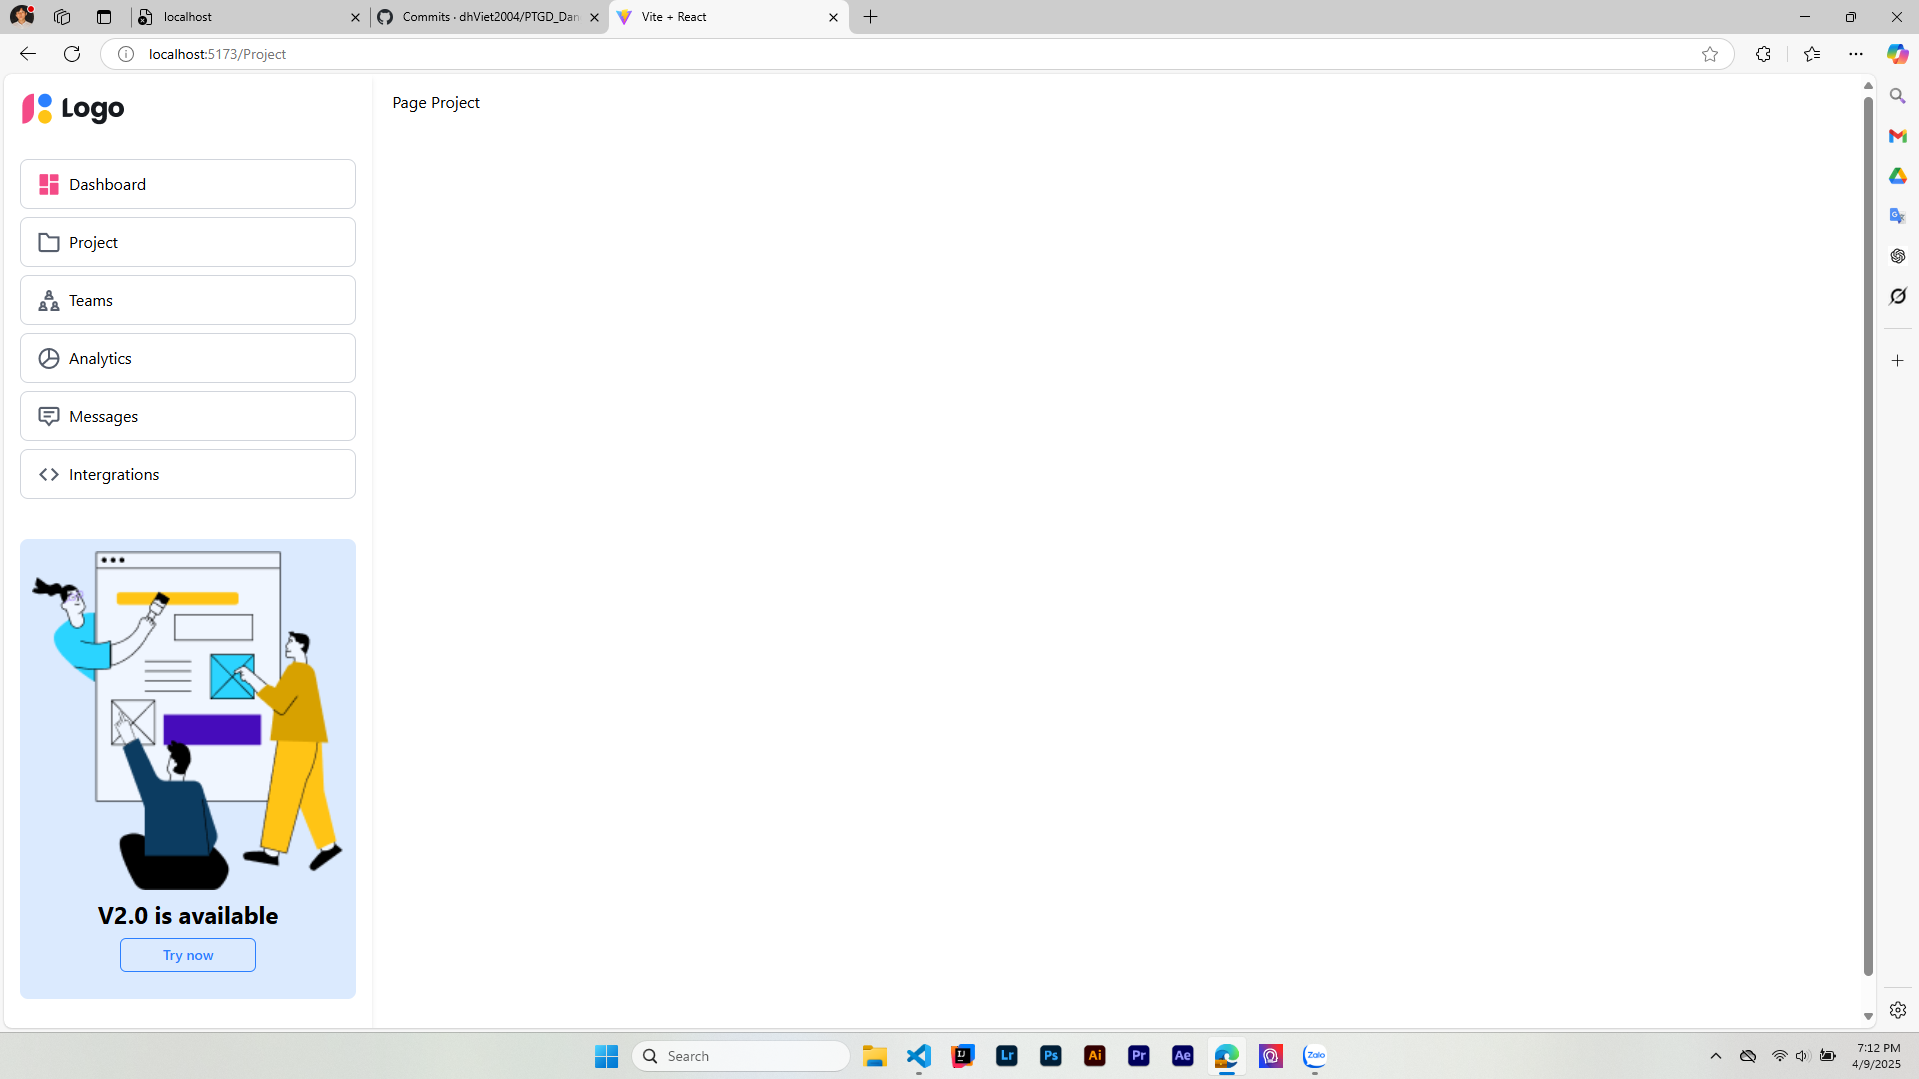 localhost
Commits · dhViet2004/PTGD_Dan
Vite + React
localhost:5173/Project
Logo
Page Project
Dashboard
Project
Teams
Analytics
Messages
Intergrations
V2.0 is available
Try now
Search
Lr
Ps
Ai
Pr
Ae
Zalo
7:12 PM
4/9/2025